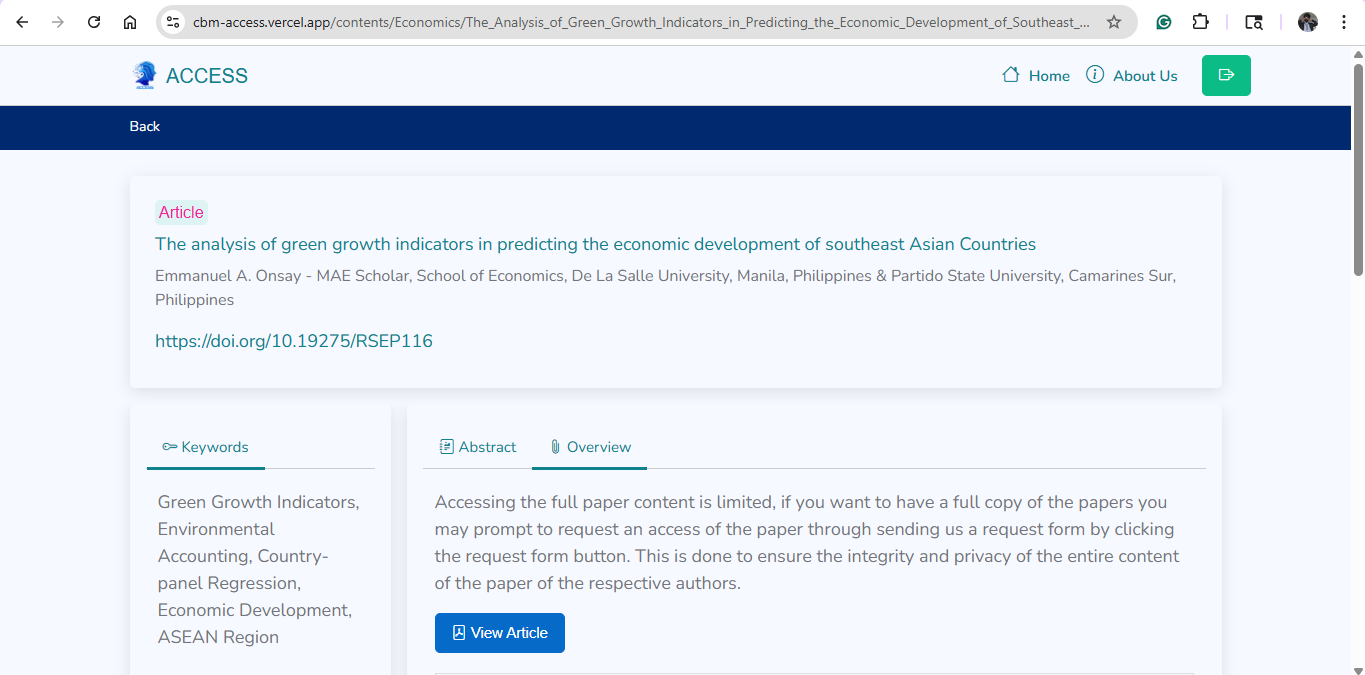 cbm-access.vercel.app/contents/Economics/The_Analysis_of_Green_Growth_Indicators_in_Predicting_the_Economic_Development_of_Southeast_...
ACCESS
Home
About Us
Back
Article
The analysis of green growth indicators in predicting the economic development of southeast Asian Countries
Emmanuel A. Onsay - MAE Scholar, School of Economics, De La Salle University, Manila, Philippines & Partido State University, Camarines Sur,
Philippines
https://doi.org/10.19275/RSEP116
Keywords
Green Growth Indicators,
Environmental
Accounting, Country-
panel Regression,
Economic Development,
ASEAN Region
Abstract
Overview
Accessing the full paper content is limited, if you want to have a full copy of the papers you
may prompt to request an access of the paper through sending us a request form by clicking
the request form button. This is done to ensure the integrity and privacy of the entire content
of the paper of the respective authors.
View Article